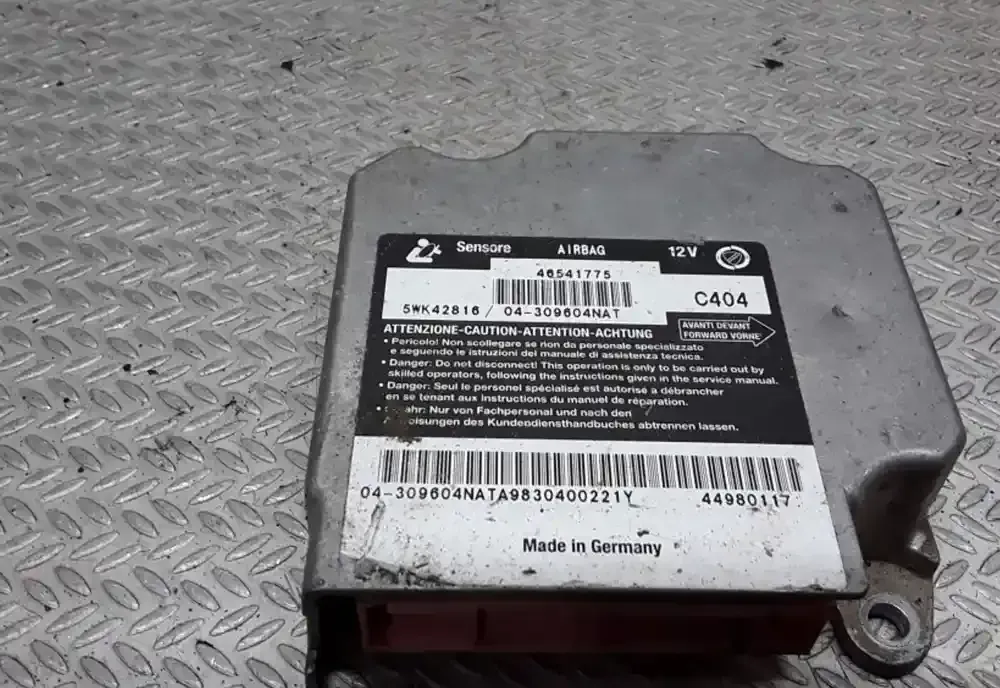 Sensore AIRBAG 12V
46541775
5WK42816 / 04-309604NAT C404
ATTENZIONE-CAUTION-ATTENTION-ACHTUNG
AVANTI DEVANT
FORWARD VORNE
• Pericolo! Non scollegare se non da personale specializzato
e seguendo le istruzioni del manuale di assistenza tecnica.
• Danger: Do not disconnect! This operation is only to be carried out by
skilled operators, following the instructions given in the service manual.
• Danger: Seul le personel spécialisé est autorisé à débrancher
en se tenant aux instructions du manuel de réparation.
• Nur von Fachpersonal und nach den
des Kundendiensthandbuches abtrennen lassen.
04-309604NATA9830400221Y 44980117
Made in Germany